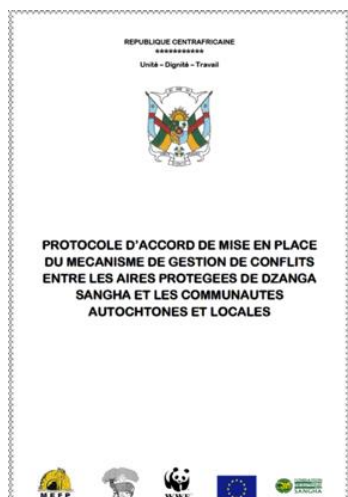 REPUBLIQUE CENTRAFRICAINE
***********
Unité – Dignité – Travail
PROTOCOLE D'ACCORD DE MISE EN PLACE
DU MECANISME DE GESTION DE CONFLITS
ENTRE LES AIRES PROTEGEES DE DZANGA
SANGHA ET LES COMMUNAUTES
AUTOCHTONES ET LOCALES
MEFP
WWF
SANGHA